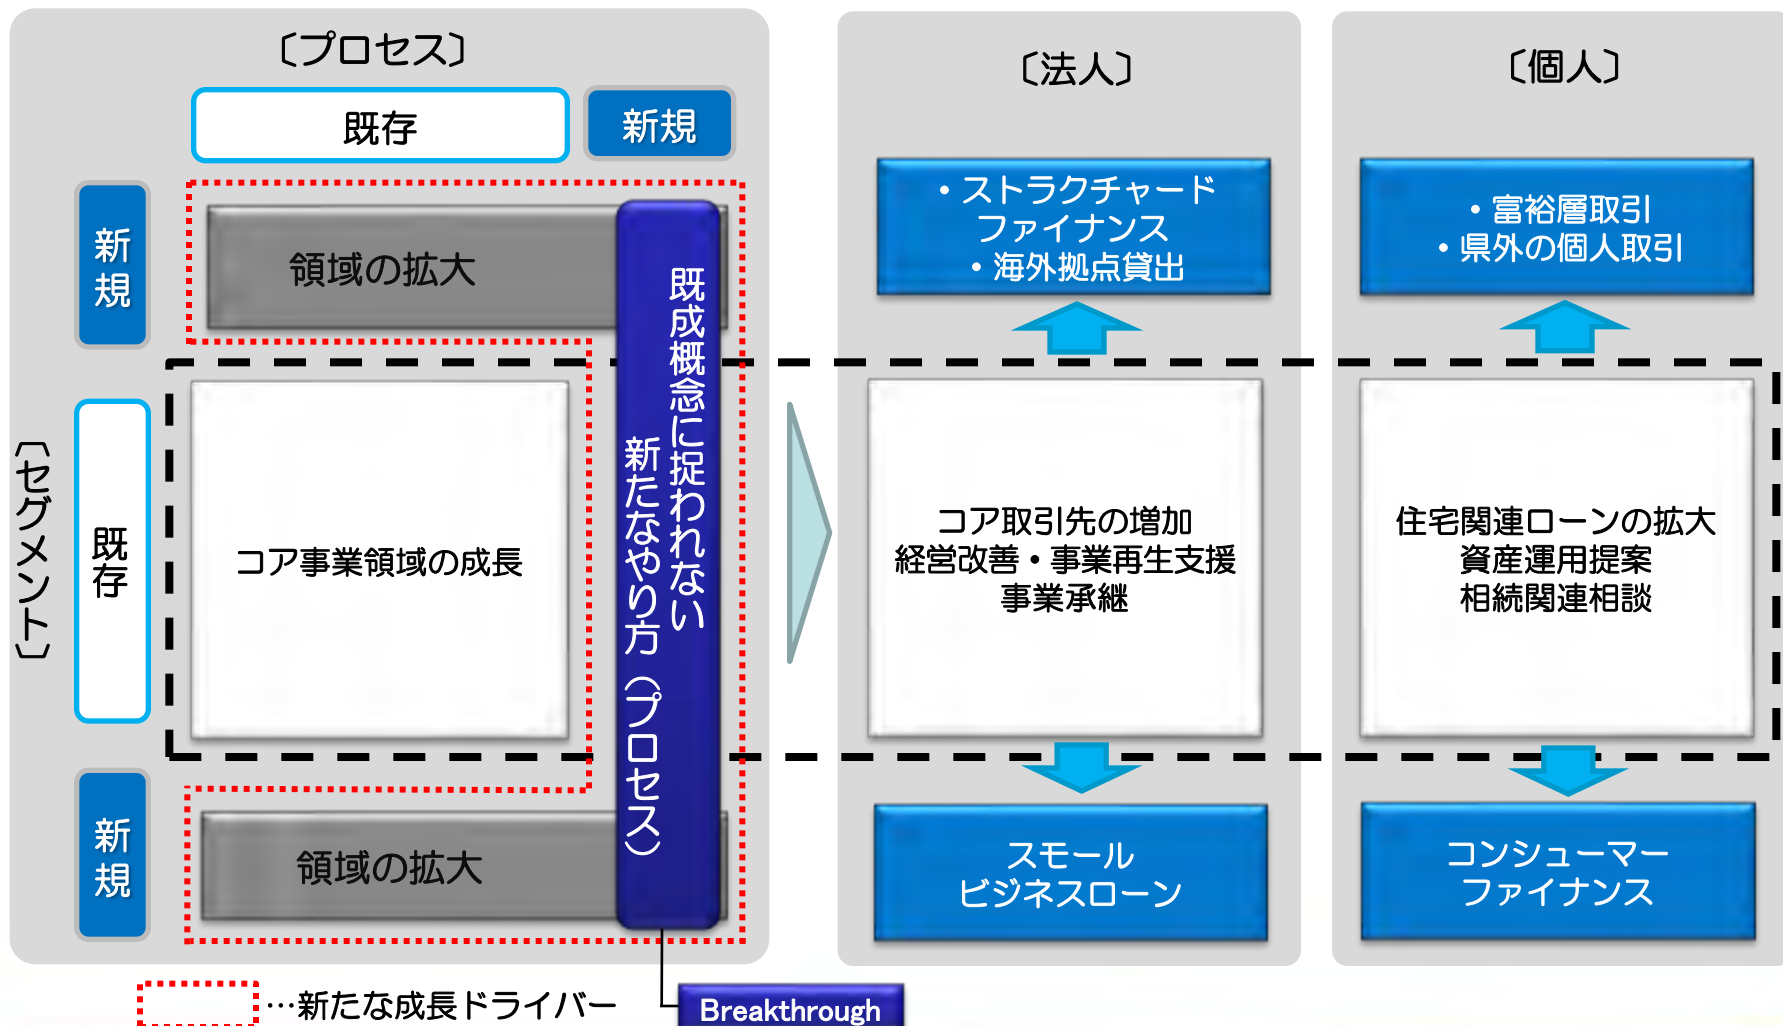 〔プロセス〕
既存
新規
〔セグメント〕
新規
既存
新規
領域の拡大
コア事業領域の成長
領域の拡大
既成概念に捉われない
新たなやり方（プロセス）
…新たな成長ドライバー
Breakthrough
〔法人〕
・ストラクチャード
ファイナンス
・海外拠点貸出
コア取引先の増加
経営改善・事業再生支援
事業承継
スモール
ビジネスローン
〔個人〕
・富裕層取引
・県外の個人取引
住宅関連ローンの拡大
資産運用提案
相続関連相談
コンシューマー
ファイナンス